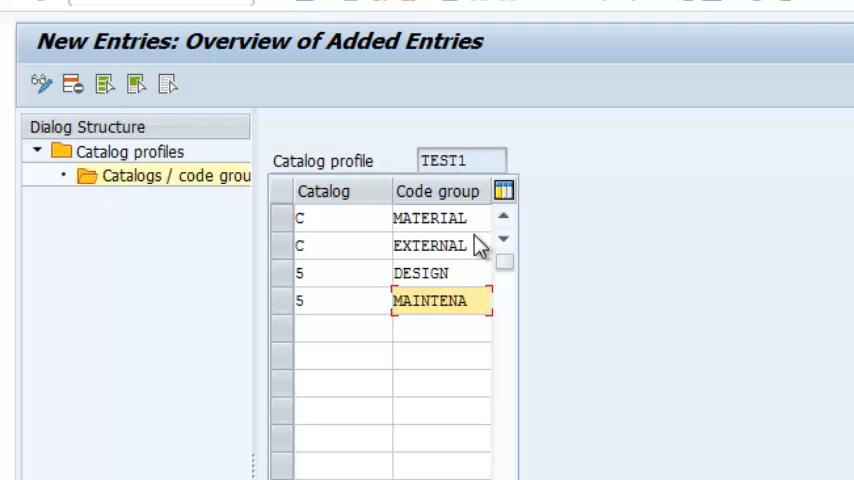 New Entries: Overview of Added Entries
Dialog Structure
Catalog profiles
Catalogs / code grou
Catalog profile TEST1
Catalog Code group
C MATERIAL
C EXTERNAL
5 DESIGN
5 MAINTENA